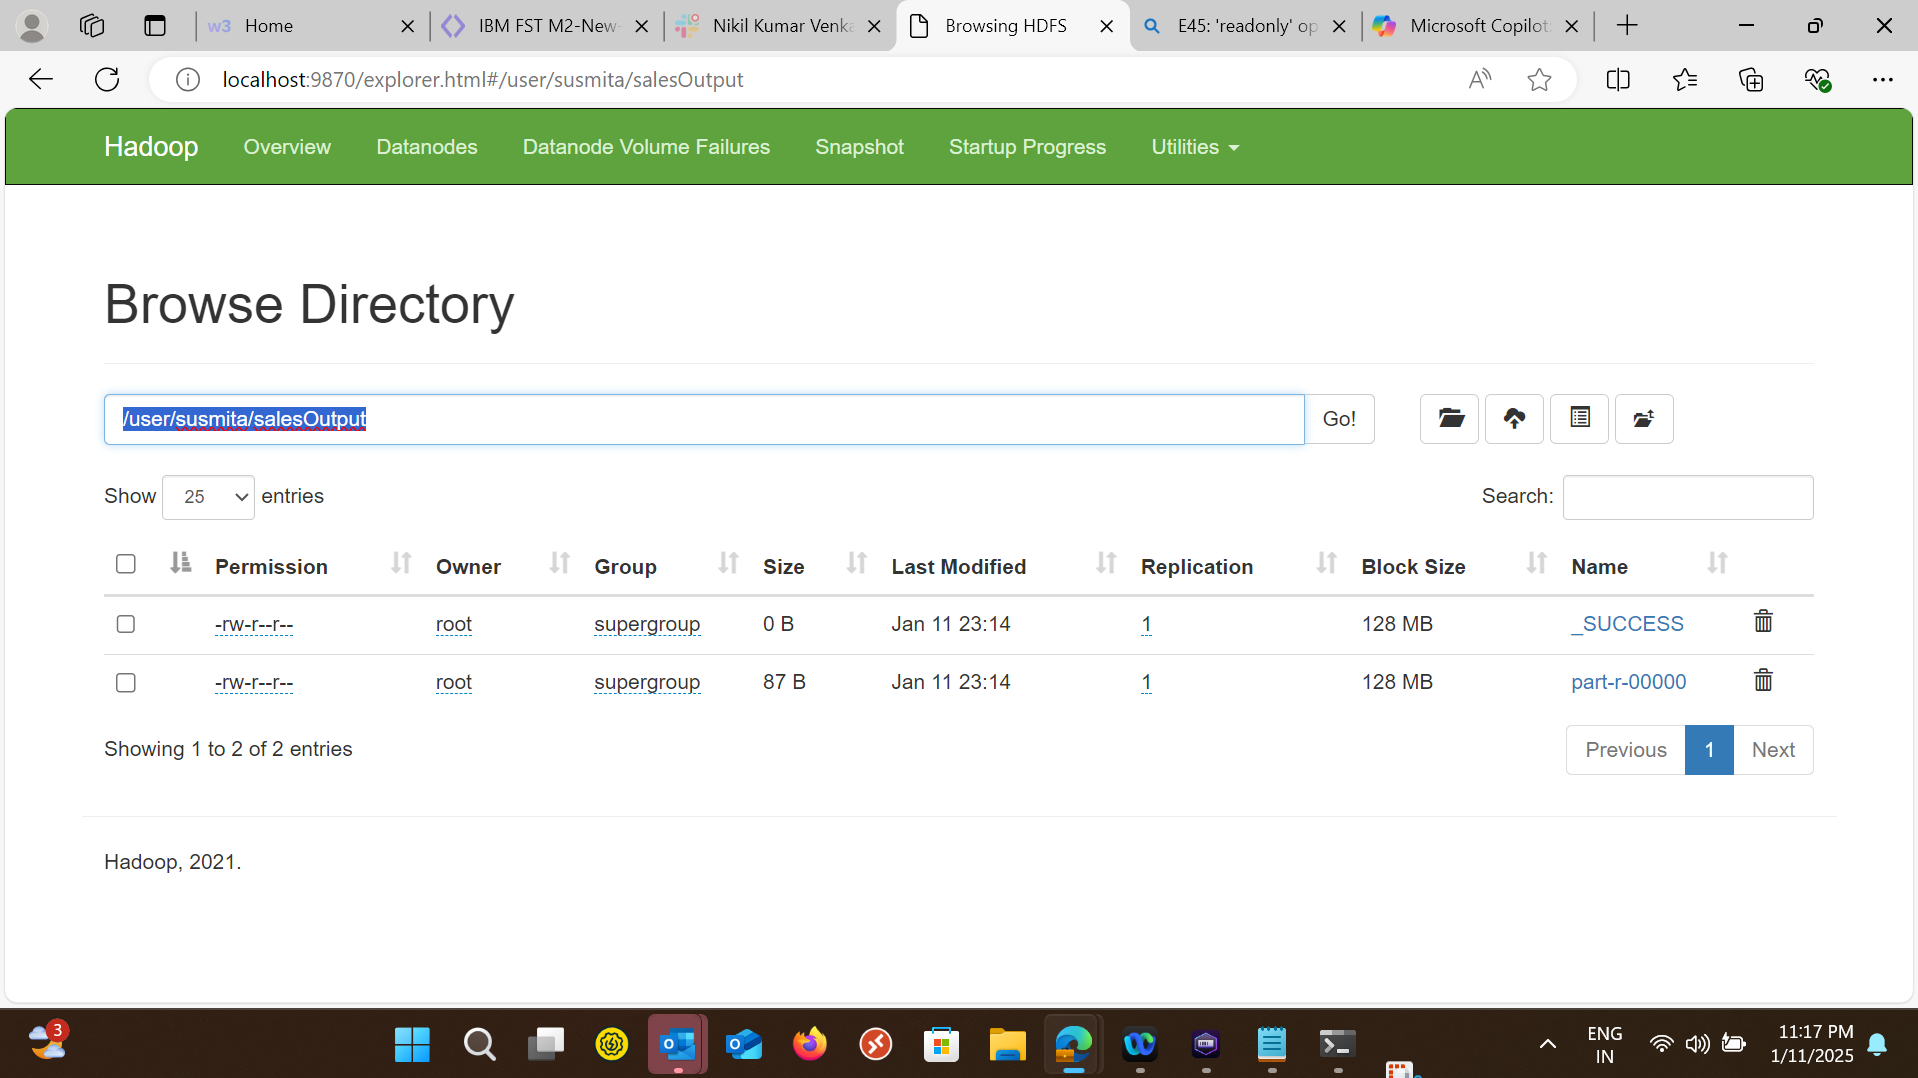 w3 Home
IBM FST M2-New-
Nikil Kumar Venka
Browsing HDFS
E45: 'readonly' op
Microsoft Copilot:
localhost:9870/explorer.html#/user/susmita/salesOutput
Hadoop Overview Datanodes Datanode Volume Failures Snapshot Startup Progress Utilities
Browse Directory
/user/susmita/salesOutput Go!
Show 25 entries Search:
Permission Owner Group Size Last Modified Replication Block Size Name
-rw-r--r-- root supergroup 0 B Jan 11 23:14 1 128 MB _SUCCESS
-rw-r--r-- root supergroup 87 B Jan 11 23:14 1 128 MB part-r-00000
Showing 1 to 2 of 2 entries Previous 1 Next
Hadoop, 2021.
3
ENG
IN
11:17 PM
1/11/2025